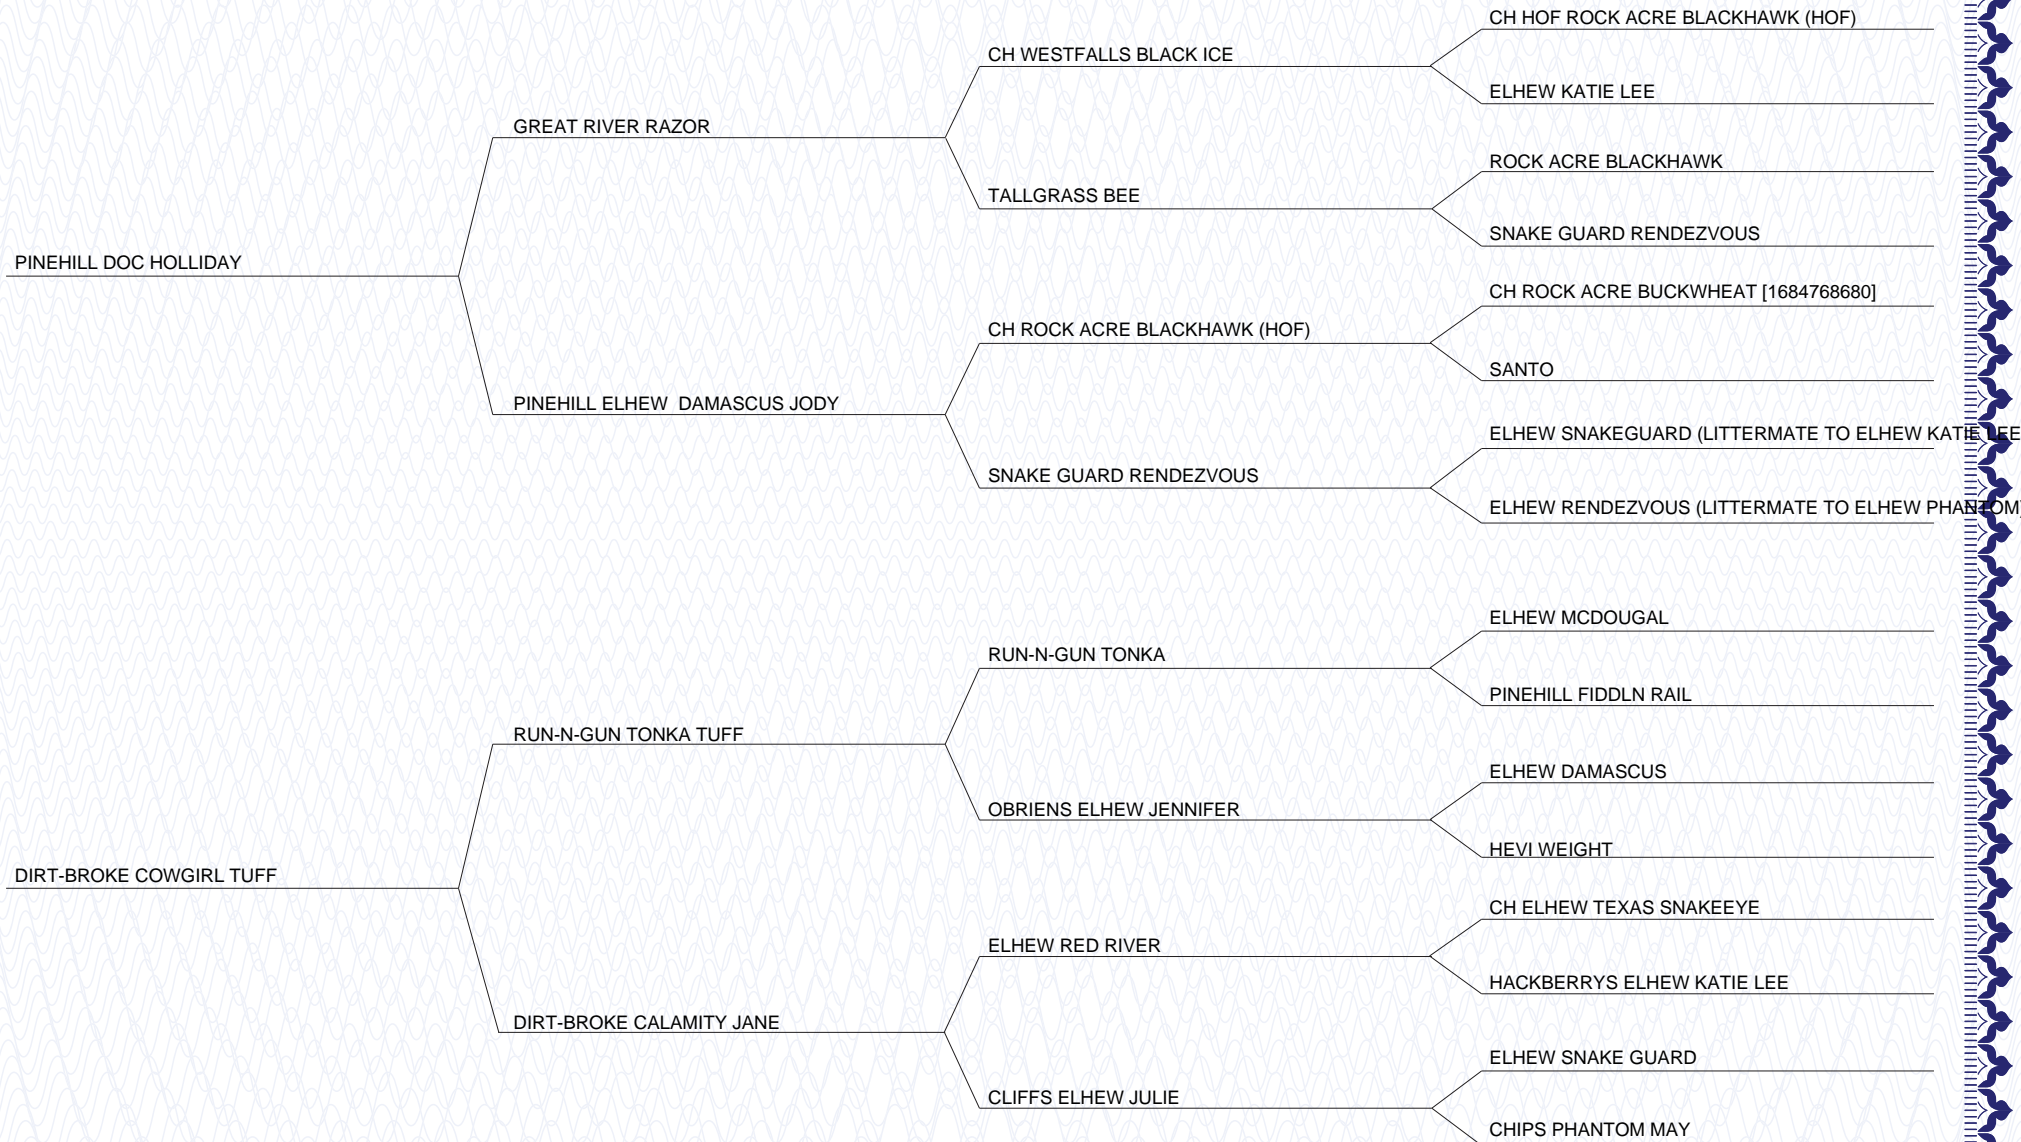 CH HOF ROCK ACRE BLACKHAWK (HOF)
CH WESTFALLS BLACK ICE
ELHEW KATIE LEE
GREAT RIVER RAZOR
ROCK ACRE BLACKHAWK
TALLGRASS BEE
SNAKE GUARD RENDEZVOUS
PINEHILL DOC HOLLIDAY
CH ROCK ACRE BUCKWHEAT [1684768680]
CH ROCK ACRE BLACKHAWK (HOF)
SANTO
PINEHILL ELHEW  DAMASCUS JODY
ELHEW SNAKEGUARD (LITTERMATE TO ELHEW KATIE LEE
SNAKE GUARD RENDEZVOUS
ELHEW RENDEZVOUS (LITTERMATE TO ELHEW PHANTOM)
ELHEW MCDOUGAL
RUN-N-GUN TONKA
PINEHILL FIDDLN RAIL
RUN-N-GUN TONKA TUFF
ELHEW DAMASCUS
OBRIENS ELHEW JENNIFER
HEVI WEIGHT
DIRT-BROKE COWGIRL TUFF
CH ELHEW TEXAS SNAKEEYE
ELHEW RED RIVER
HACKBERRYS ELHEW KATIE LEE
DIRT-BROKE CALAMITY JANE
ELHEW SNAKE GUARD
CLIFFS ELHEW JULIE
CHIPS PHANTOM MAY